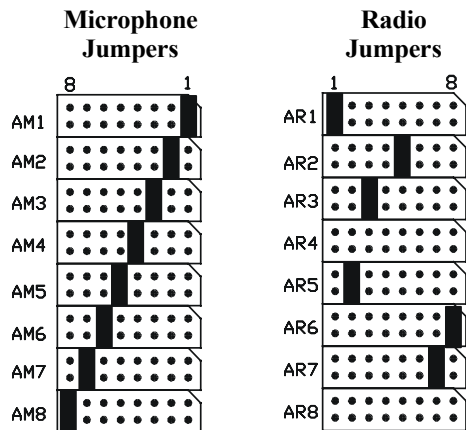 Microphone
Jumpers
8 1
AM1
AM2
AM3
AM4
AM5
AM6
AM7
AM8
Radio
Jumpers
1 8
AR1
AR2
AR3
AR4
AR5
AR6
AR7
AR8